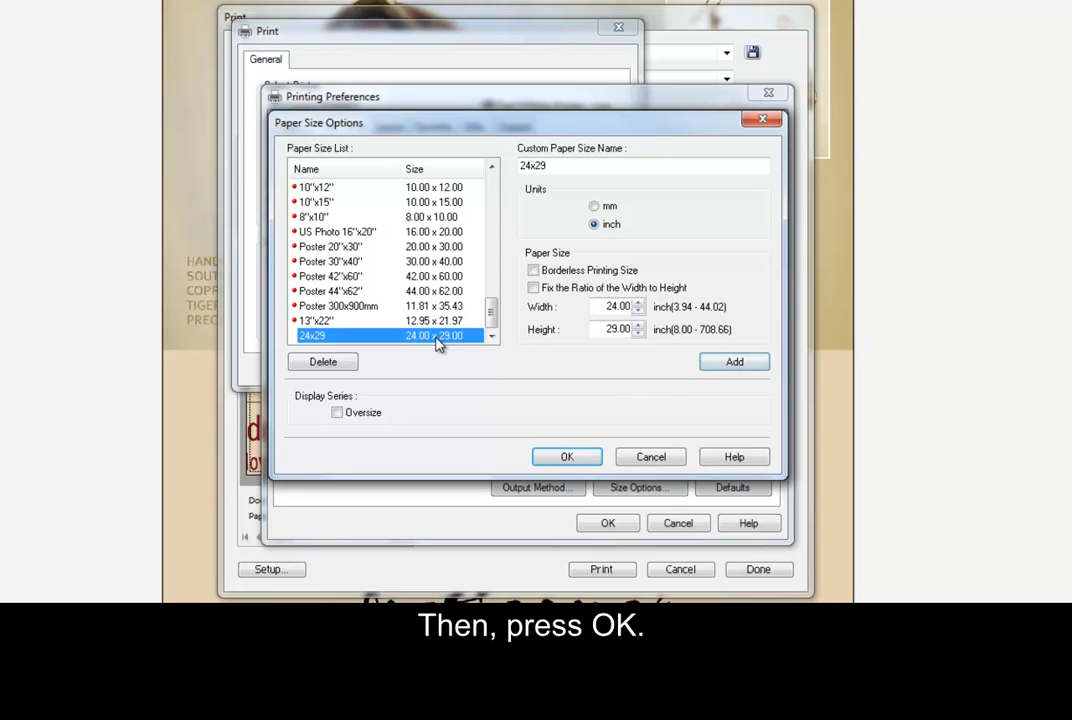 Print
Print
General
Printing Preferences
Paper Size Options
Paper Size List :
Name Size
10"x12" 10.00 x 12.00
10"x15" 10.00 x 15.00
8"x10" 8.00 x 10.00
US Photo 16"x20" 16.00 x 20.00
Poster 20"x30" 20.00 x 30.00
Poster 30"x40" 30.00 x 40.00
Poster 42"x60" 42.00 x 60.00
Poster 44"x62" 44.00 x 62.00
Poster 300x900mm 11.81 x 35.43
13"x22" 12.95 x 21.97
24x29 24.00 x 29.00
Delete
Display Series :
Oversize
Custom Paper Size Name :
24x29
Units
mm
inch
Paper Size
Borderless Printing Size
Fix the Ratio of the Width to Height
Width : 24.00 inch(3.94 - 44.02)
Height : 29.00 inch(8.00 - 708.66)
Add
OK Cancel Help
Output Method... Size Options... Defaults
OK Cancel Help
Setup... Print Cancel Done
HAND
SOUT
COPP
TIGER
PREC
Then, press OK.